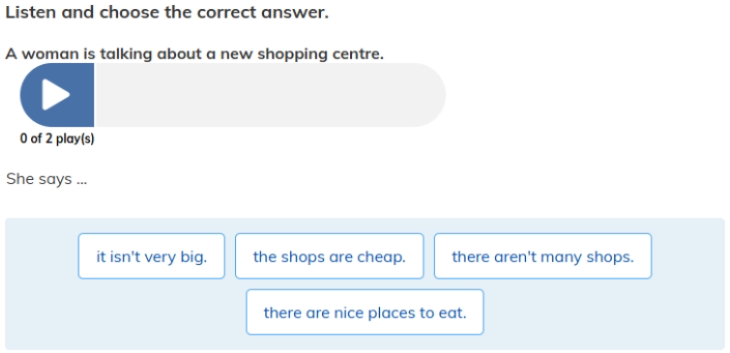 Listen and choose the correct answer.
A woman is talking about a new shopping centre.
0 of 2 play(s)
She says ...
it isn't very big.
the shops are cheap.
there aren't many shops.
there are nice places to eat.